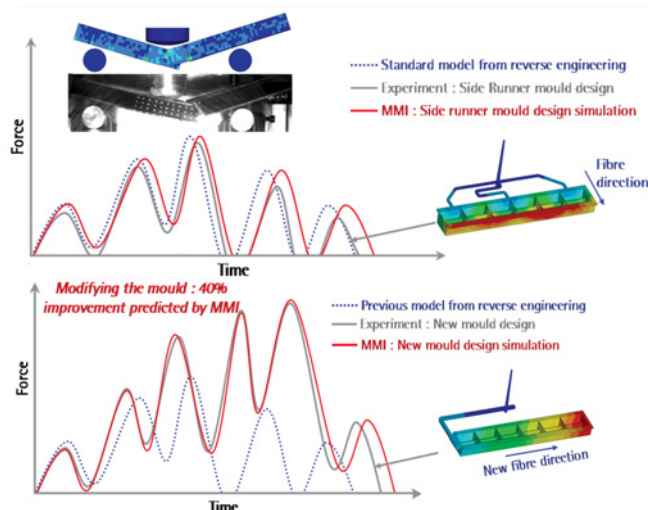 Standard model from reverse engineering
Experiment : Side Runner mould design
MMI : Side runner mould design simulation
Force
Fibre
direction
Time
Modifying the mould : 40%
improvement predicted by MMI
Previous model from reverse engineering
Experiment : New mould design
MMI : New mould design simulation
Force
New fibre direction
Time